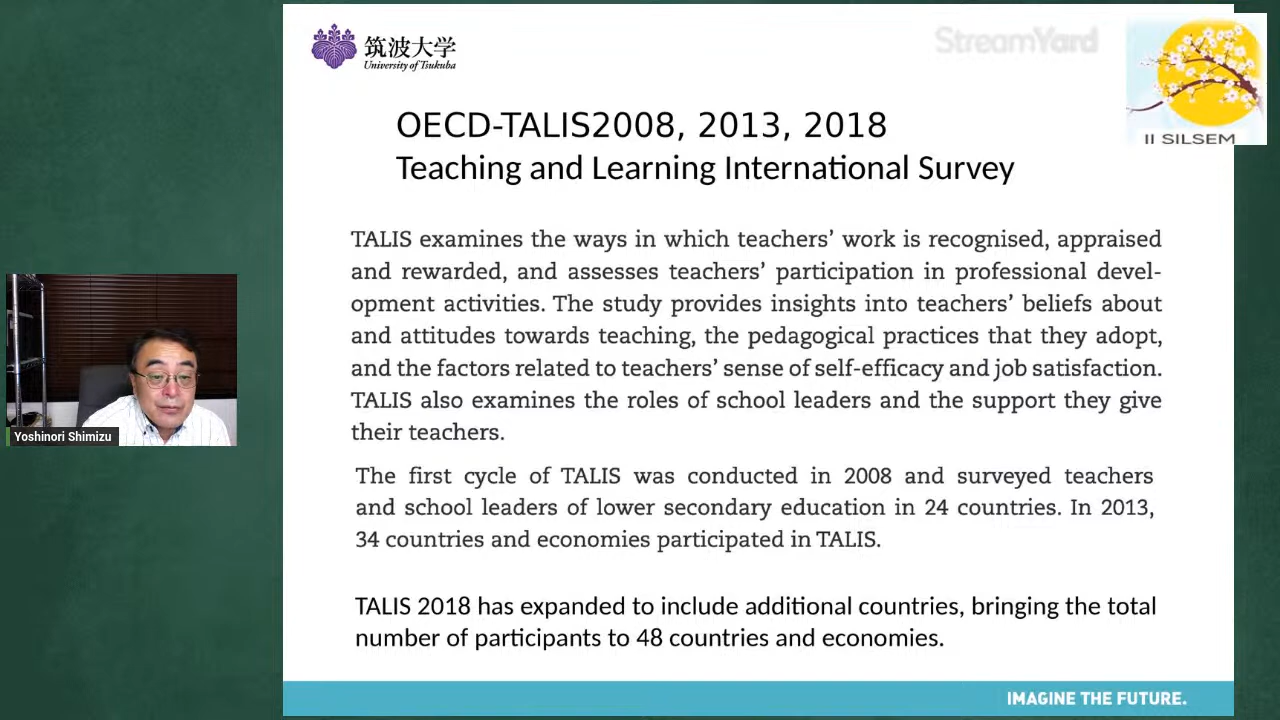 筑波大学
University of Tsukuba
StreamYard
II SILSEM
OECD-TALIS2008, 2013, 2018
Teaching and Learning International Survey
TALIS examines the ways in which teachers’ work is recognised, appraised
and rewarded, and assesses teachers’ participation in professional devel-
opment activities. The study provides insights into teachers’ beliefs about
and attitudes towards teaching, the pedagogical practices that they adopt,
and the factors related to teachers’ sense of self-efficacy and job satisfaction.
TALIS also examines the roles of school leaders and the support they give
their teachers.
The first cycle of TALIS was conducted in 2008 and surveyed teachers
and school leaders of lower secondary education in 24 countries. In 2013,
34 countries and economies participated in TALIS.
TALIS 2018 has expanded to include additional countries, bringing the total
number of participants to 48 countries and economies.
Yoshinori Shimizu
IMAGINE THE FUTURE.